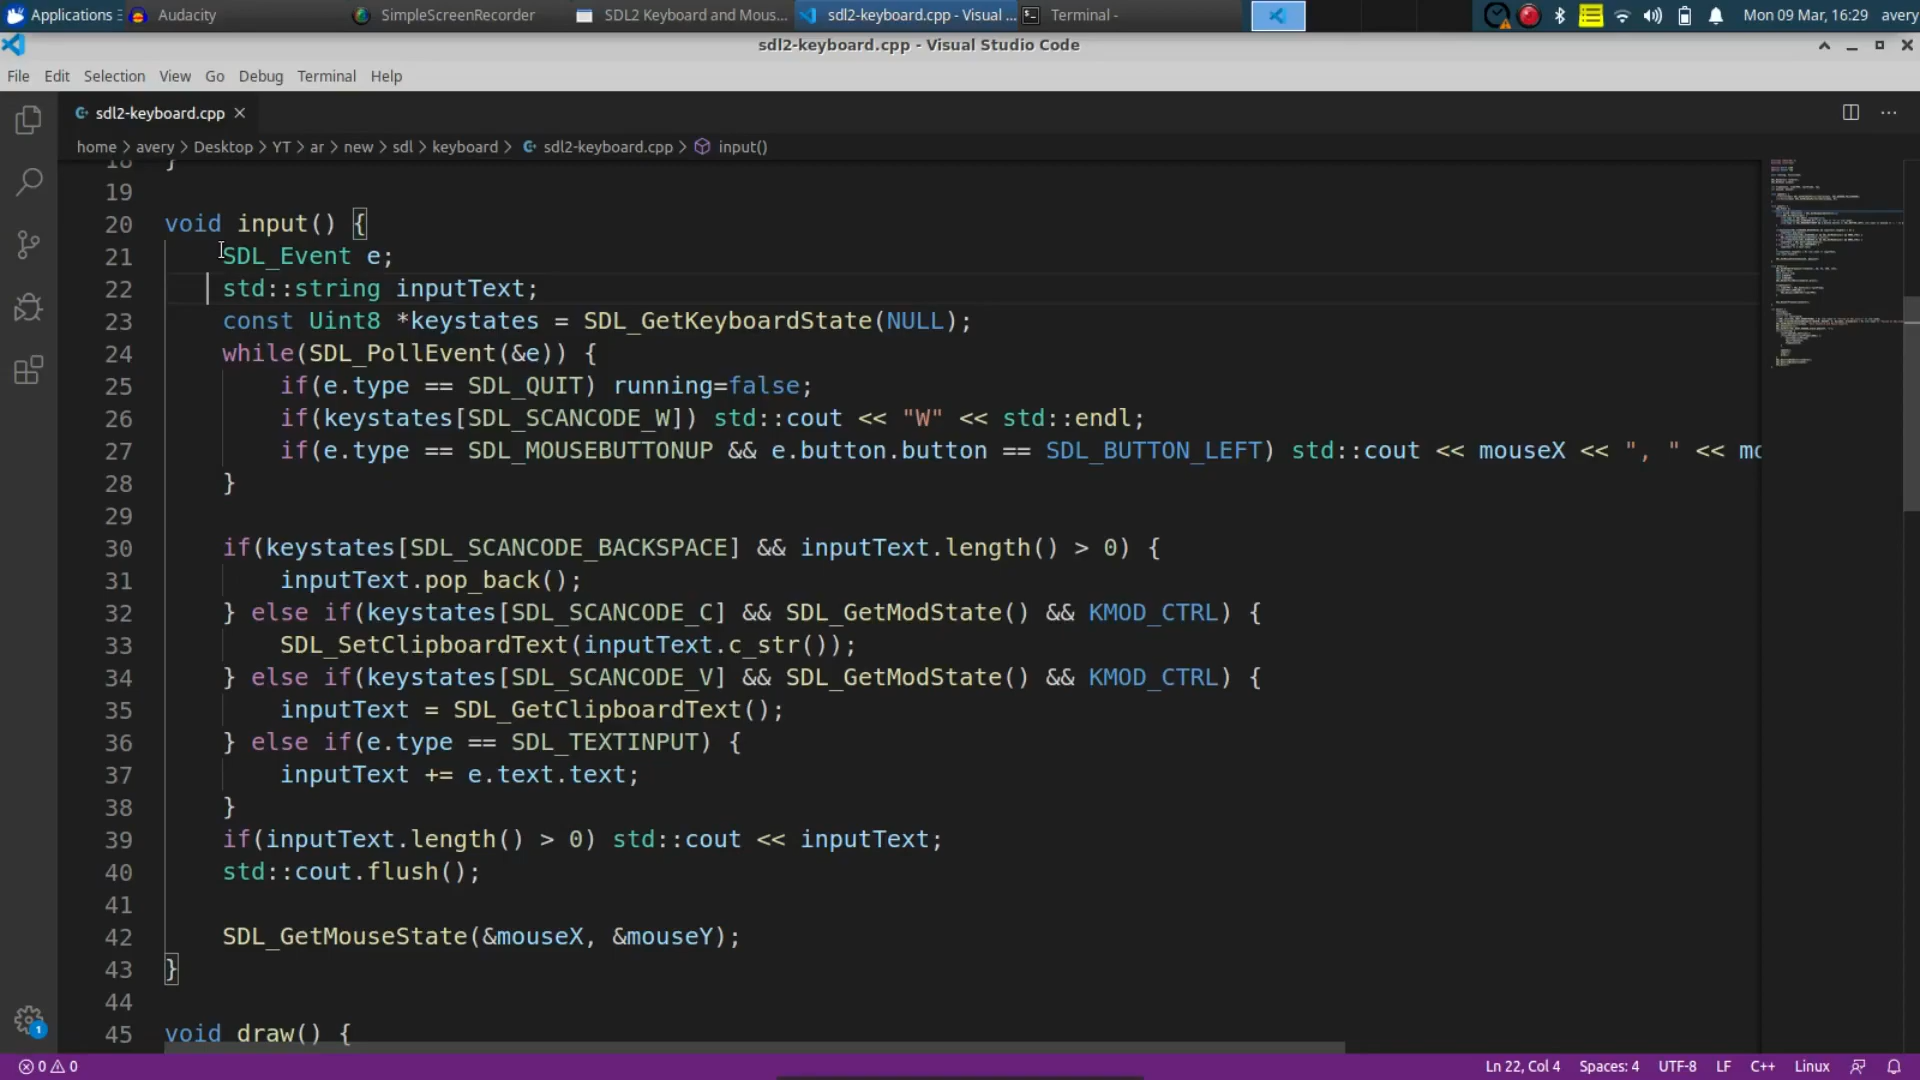 Applications
Audacity
SimpleScreenRecorder
SDL2 Keyboard and Mous...
sdl2-keyboard.cpp - Visual ...
Terminal -
Mon 09 Mar, 16:29
avery
sdl2-keyboard.cpp - Visual Studio Code
File Edit Selection View Go Debug Terminal Help
sdl2-keyboard.cpp
home > avery > Desktop > YT > ar > new > sdl > keyboard > sdl2-keyboard.cpp > input()
18 }
19
20 void input() {
21     SDL_Event e;
22     std::string inputText;
23     const Uint8 *keystates = SDL_GetKeyboardState(NULL);
24     while(SDL_PollEvent(&e)) {
25         if(e.type == SDL_QUIT) running=false;
26         if(keystates[SDL_SCANCODE_W]) std::cout << "W" << std::endl;
27         if(e.type == SDL_MOUSEBUTTONUP && e.button.button == SDL_BUTTON_LEFT) std::cout << mouseX << ", " << mo
28     }
29
30     if(keystates[SDL_SCANCODE_BACKSPACE] && inputText.length() > 0) {
31         inputText.pop_back();
32     } else if(keystates[SDL_SCANCODE_C] && SDL_GetModState() && KMOD_CTRL) {
33         SDL_SetClipboardText(inputText.c_str());
34     } else if(keystates[SDL_SCANCODE_V] && SDL_GetModState() && KMOD_CTRL) {
35         inputText = SDL_GetClipboardText();
36     } else if(e.type == SDL_TEXTINPUT) {
37         inputText += e.text.text;
38     }
39     if(inputText.length() > 0) std::cout << inputText;
40     std::cout.flush();
41
42     SDL_GetMouseState(&mouseX, &mouseY);
43 }
44
45 void draw() {
1
0 0
Ln 22, Col 4
Spaces: 4
UTF-8
LF
C++
Linux